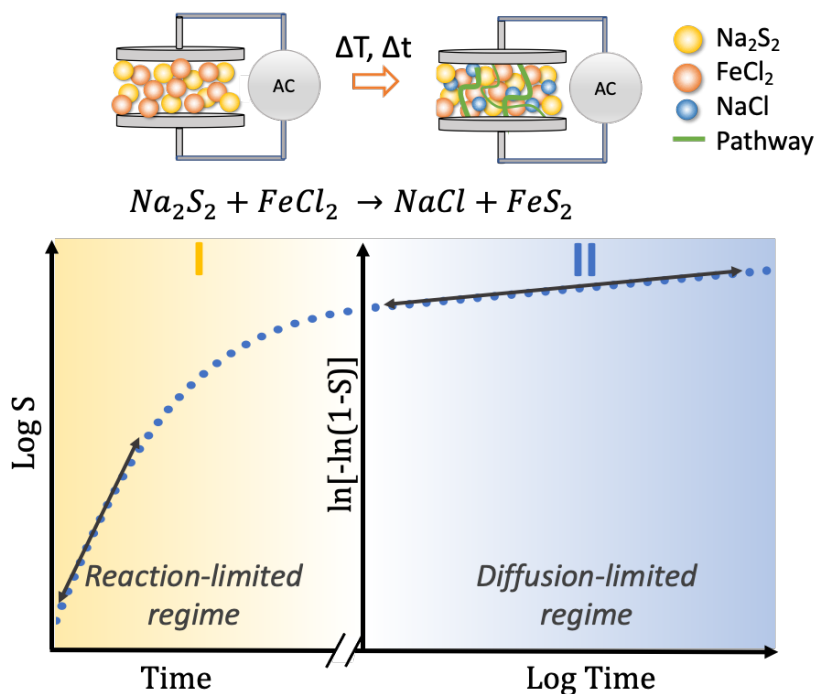 ΔT, Δt
AC
AC
Na₂S₂
FeCl₂
NaCl
Pathway
Na₂S₂ + FeCl₂ → NaCl + FeS₂
I
II
Log S
ln[-ln(1-S)]
Reaction-limited
regime
Diffusion-limited
regime
Time
Log Time